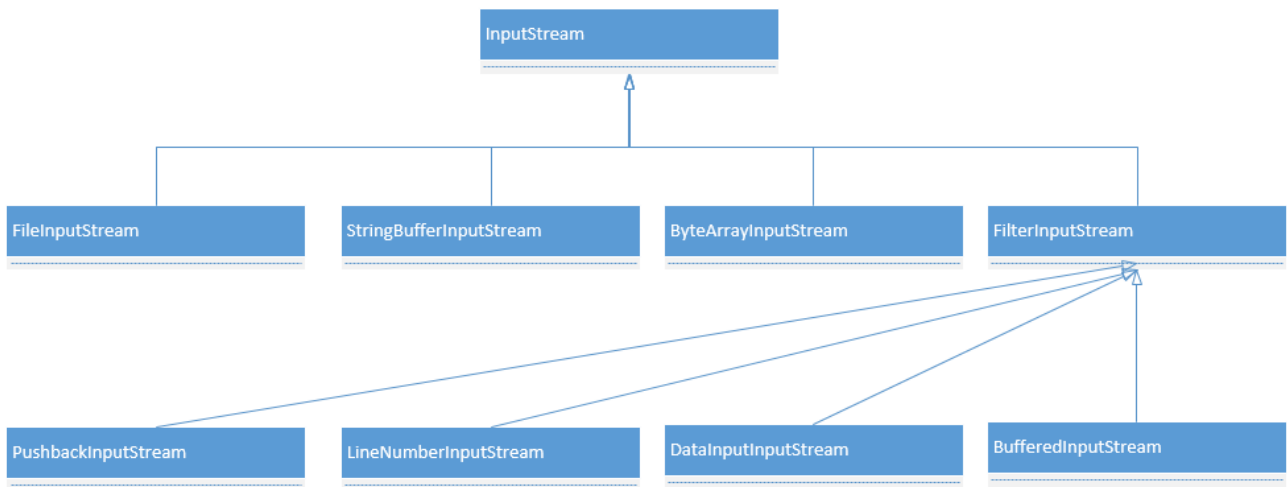 InputStream
FileInputStream
StringBufferInputStream
ByteArrayInputStream
FilterInputStream
PushbackInputStream
LineNumberInputStream
DataInputInputStream
BufferedInputStream